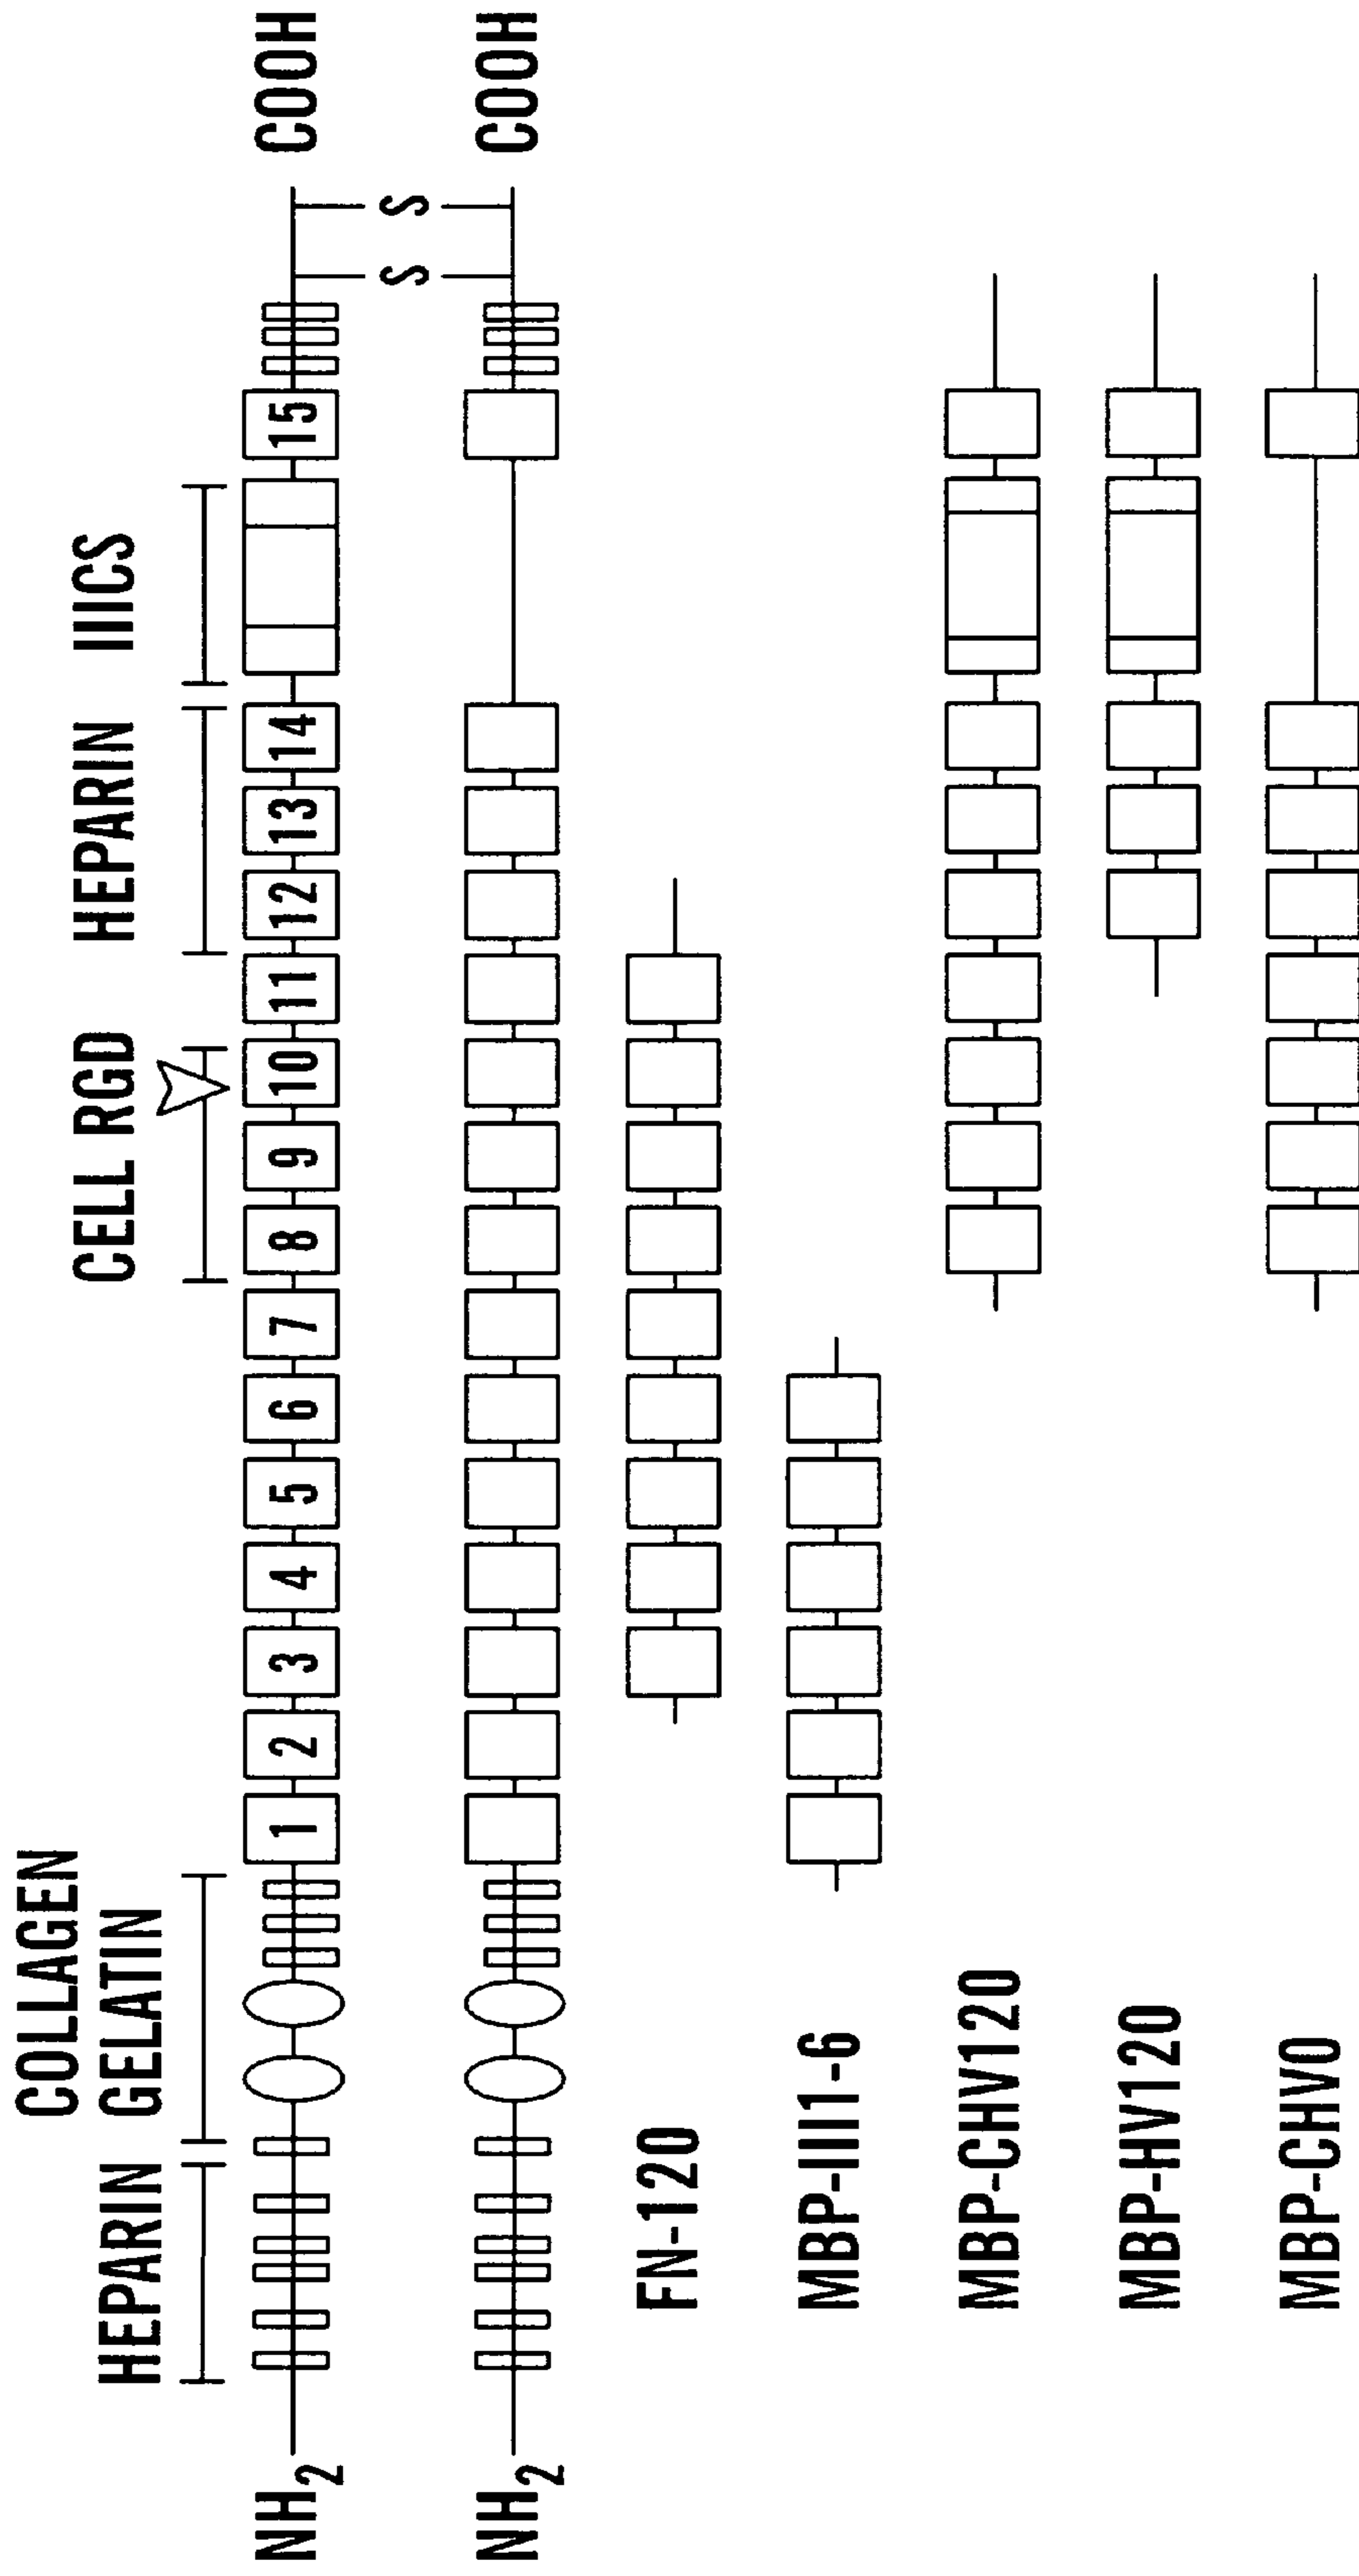 COLLAGEN
HEPARIN GELATIN CELL RGD HEPARIN IIICS
NH2 1 2 3 4 5 6 7 8 9 10 11 12 13 14 15 COOH
S S
NH2 COOH
FN-120
MBP-III1-6
MBP-CHV120
MBP-HV120
MBP-CHV0